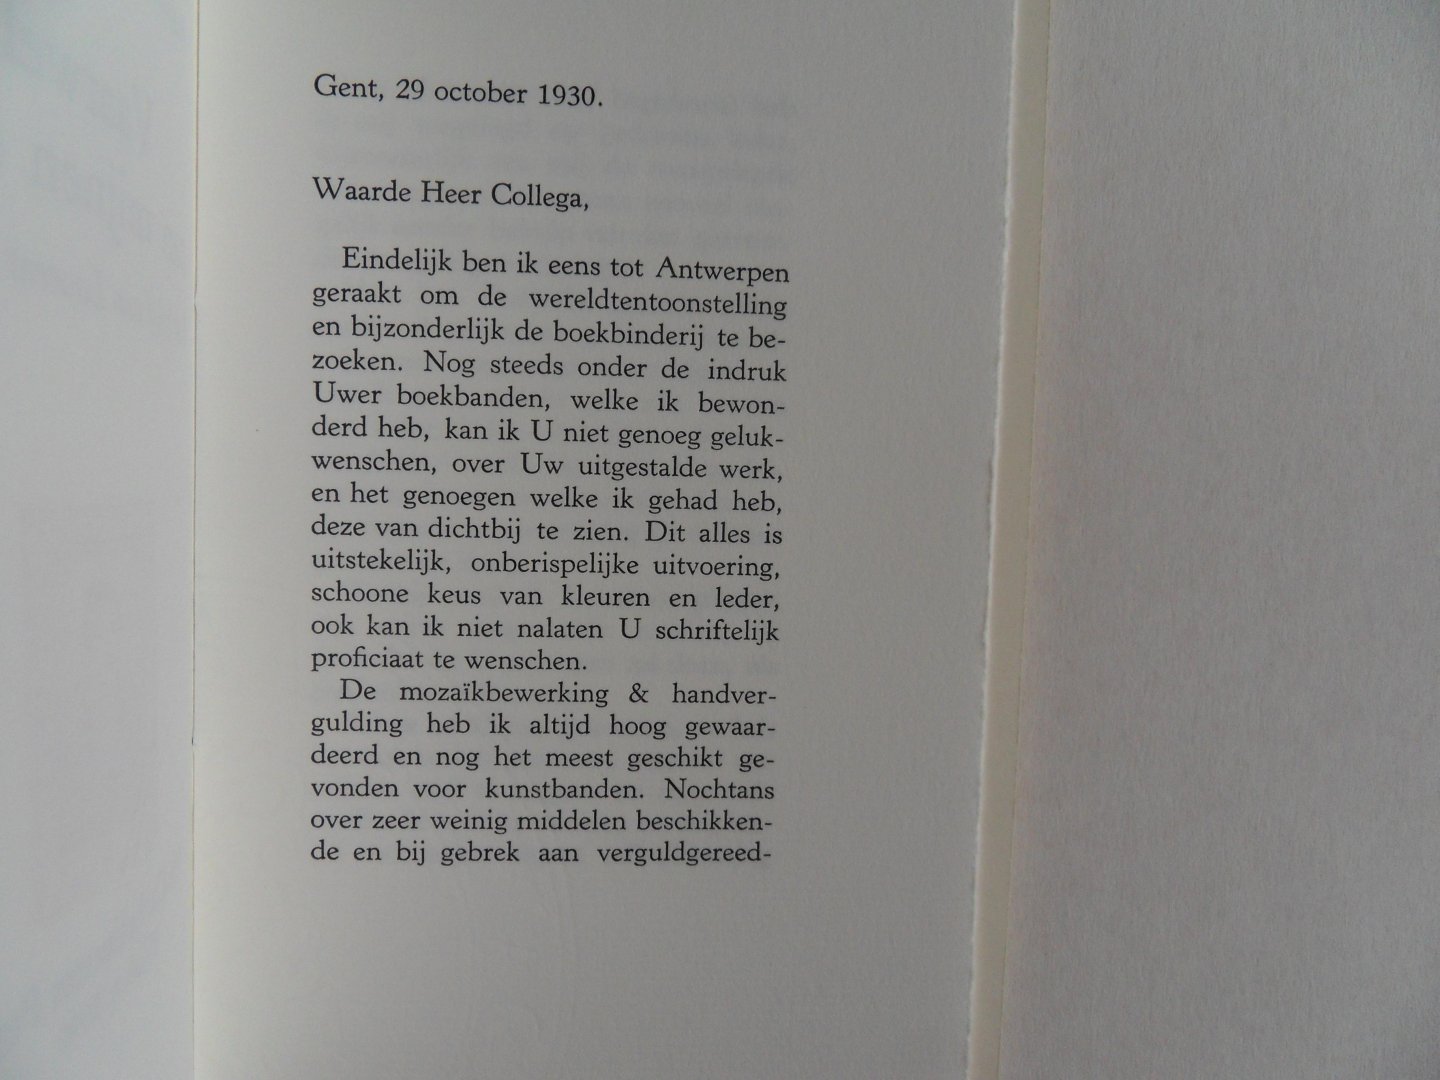 Gent, 29 october 1930.
Waarde Heer Collega,
Eindelijk ben ik eens tot Antwerpen
geraakt om de wereldtentoonstelling
en bijzonderlijk de boekbinderij te be-
zoeken. Nog steeds onder de indruk
Uwer boekbanden, welke ik bewon-
derd heb, kan ik U niet genoeg geluk-
wenschen, over Uw uitgestalde werk,
en het genoegen welke ik gehad heb,
deze van dichtbij te zien. Dit alles is
uitstekelijk, onberispelijke uitvoering,
schoone keus van kleuren en leder,
ook kan ik niet nalaten U schriftelijk
proficiaat te wenschen.
De mozaïkbewerking & handver-
gulding heb ik altijd hoog gewaar-
deerd en nog het meest geschikt ge-
vonden voor kunstbanden. Nochtans
over zeer weinig middelen beschikken-
de en bij gebrek aan verguldgereed-